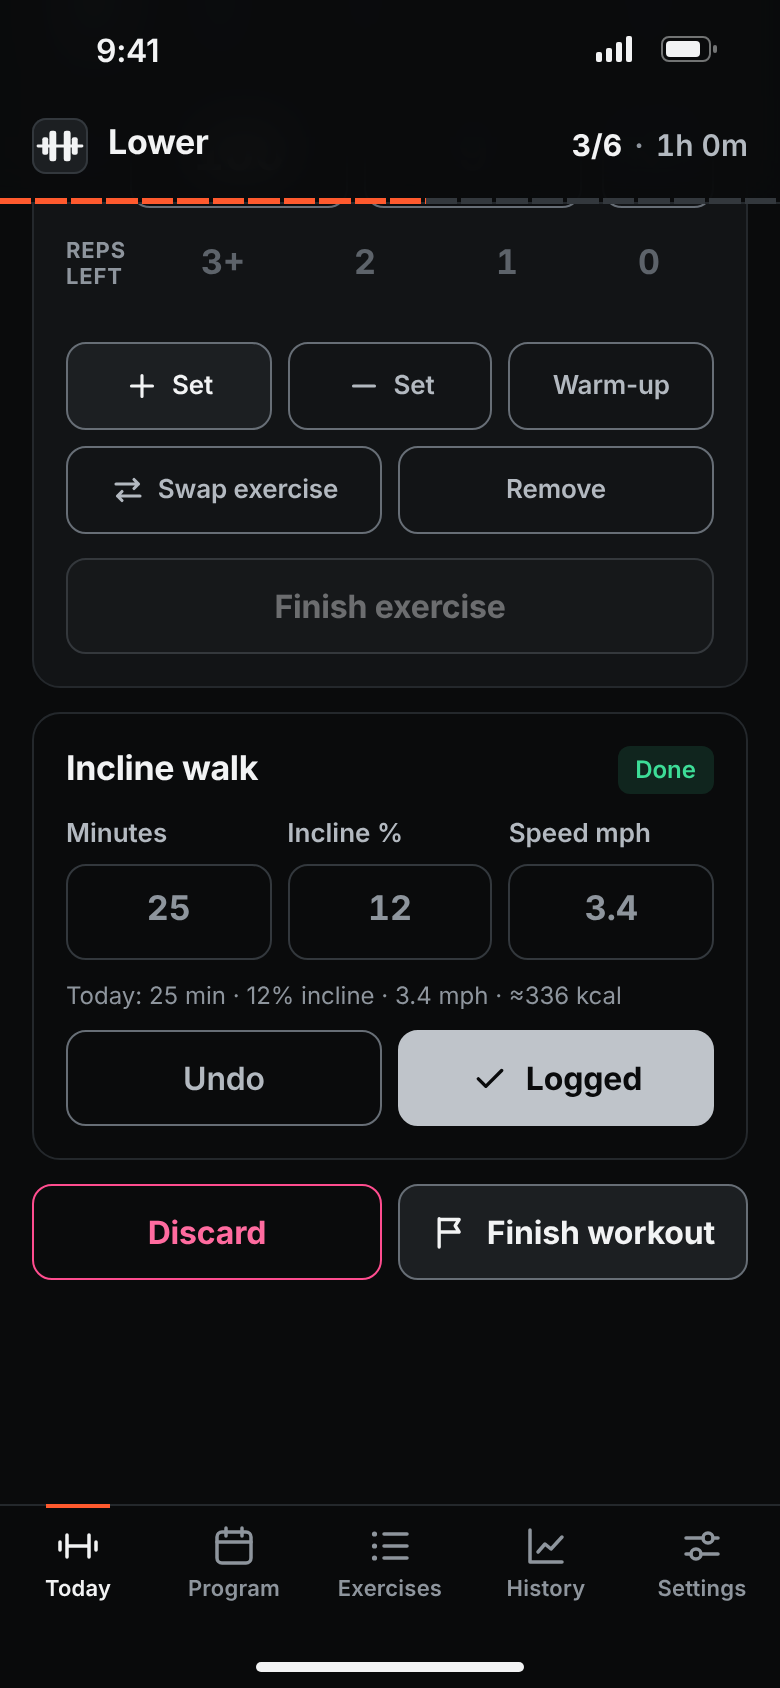 9:41
Lower
3/6 · 1h 0m
REPS LEFT 3+ 2 1 0
+ Set
− Set
Warm-up
Swap exercise
Remove
Finish exercise
Incline walk
Done
Minutes Incline % Speed mph
25 12 3.4
Today: 25 min · 12% incline · 3.4 mph · ≈336 kcal
Undo
Logged
Discard
Finish workout
Today Program Exercises History Settings